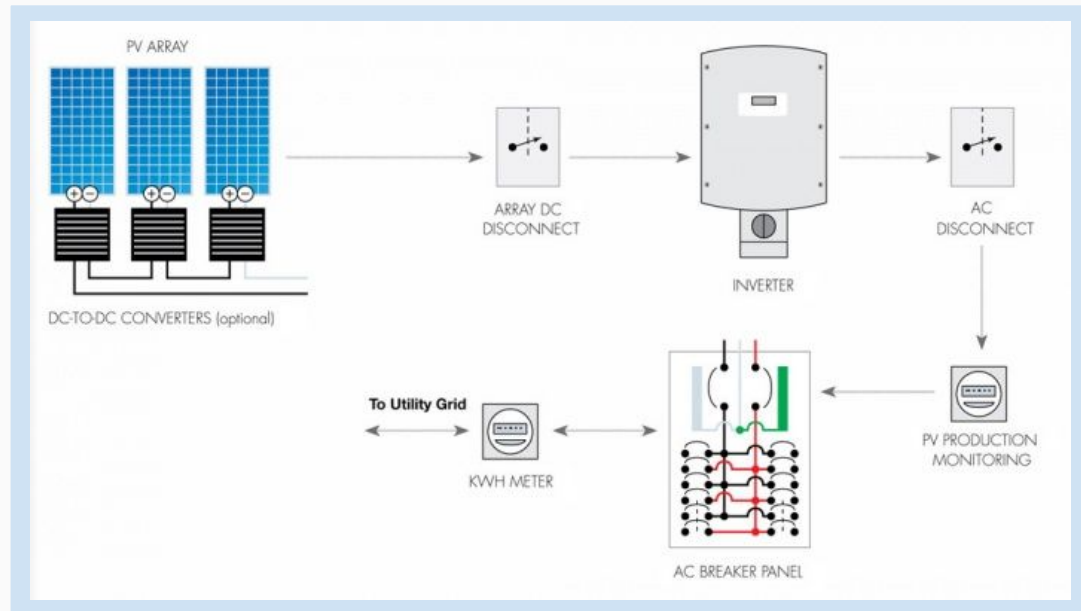 PV ARRAY
+ − + − + −
DC-TO-DC CONVERTERS (optional)
ARRAY DC
DISCONNECT
INVERTER
AC
DISCONNECT
PV PRODUCTION
MONITORING
AC BREAKER PANEL
KWH METER
To Utility Grid